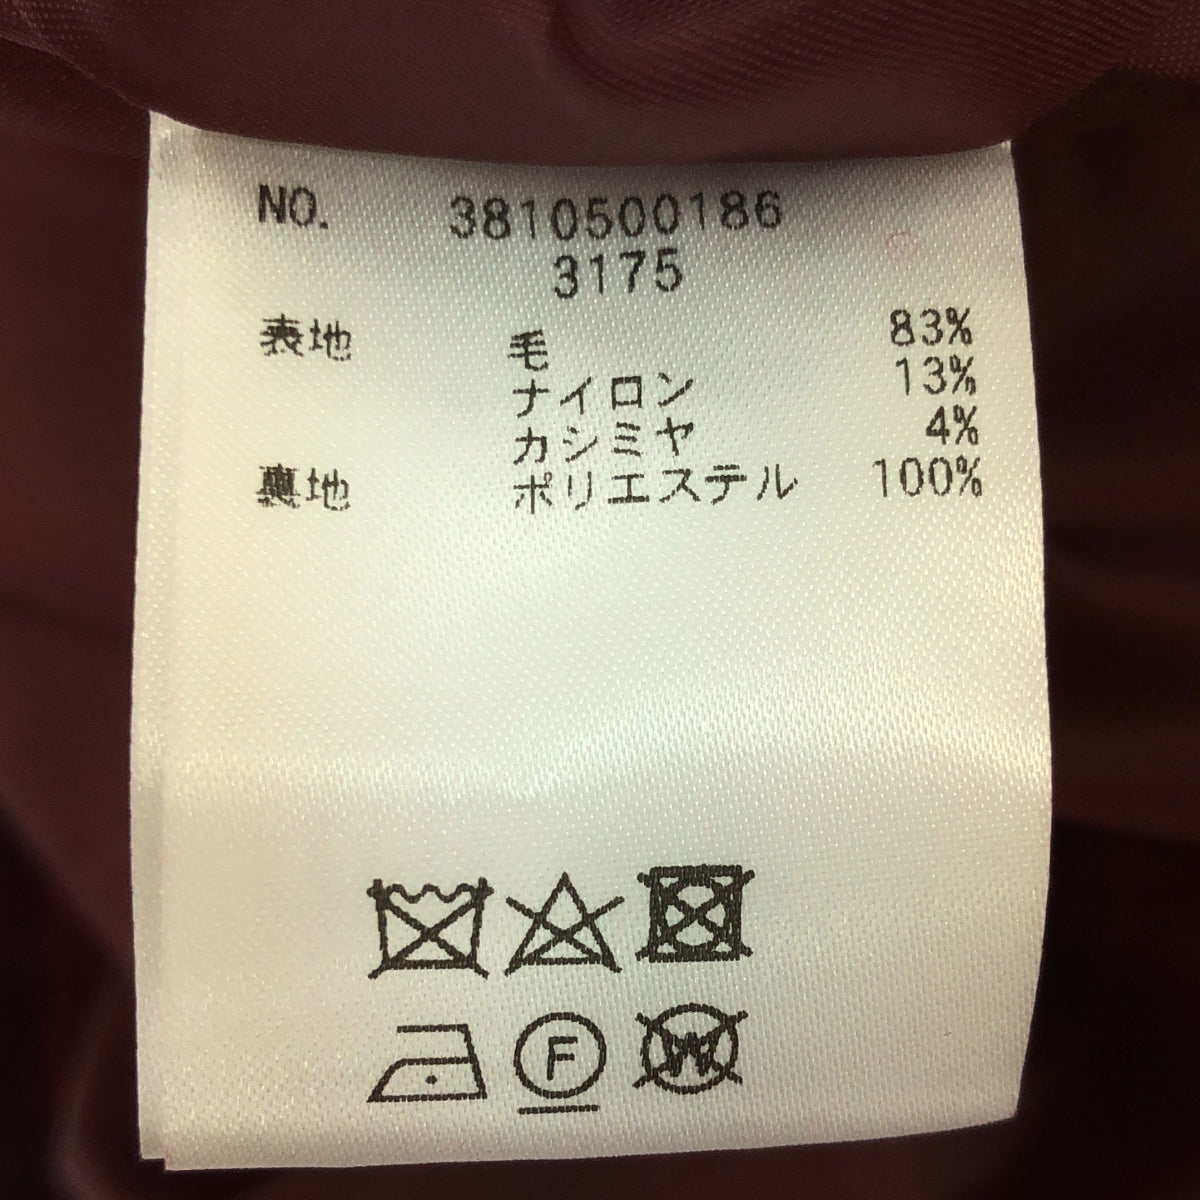 NO. 3810500186
3175
表地 毛 83%
ナイロン 13%
カシミヤ 4%
裏地 ポリエステル 100%
F
W